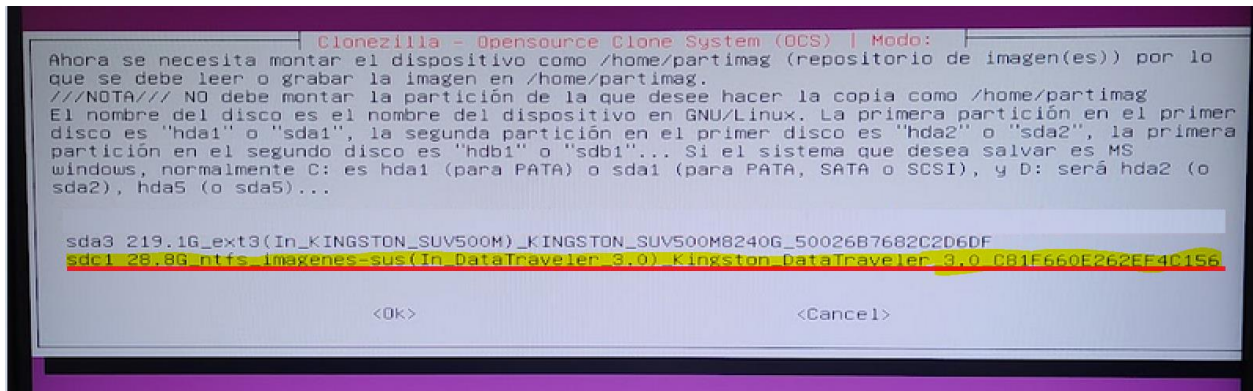 Clonezilla - Opensource Clone System (OCS) | Modo:
Ahora se necesita montar el dispositivo como /home/partimag (repositorio de imagen(es)) por lo
que se debe leer o grabar la imagen en /home/partimag.
///NOTA/// NO debe montar la partición de la que desee hacer la copia como /home/partimag
El nombre del disco es el nombre del dispositivo en GNU/Linux. La primera partición en el primer
disco es "hda1" o "sda1", la segunda partición en el primer disco es "hda2" o "sda2", la primera
partición en el segundo disco es "hdb1" o "sdb1"... Si el sistema que desea salvar es MS
windows, normalmente C: es hda1 (para PATA) o sda1 (para PATA, SATA o SCSI), y D: será hda2 (o
sda2), hda5 (o sda5)...
sda3 219.1G_ext3(In_KINGSTON_SUV500M)_KINGSTON_SUV500M8240G_50026B7682C2D6DF
sdc1 28.8G_ntfs_imagenes-sus(In_DataTraveler_3.0)_Kingston_DataTraveler_3.0_C81F660E262EF4C156
<Ok> <Cancel>